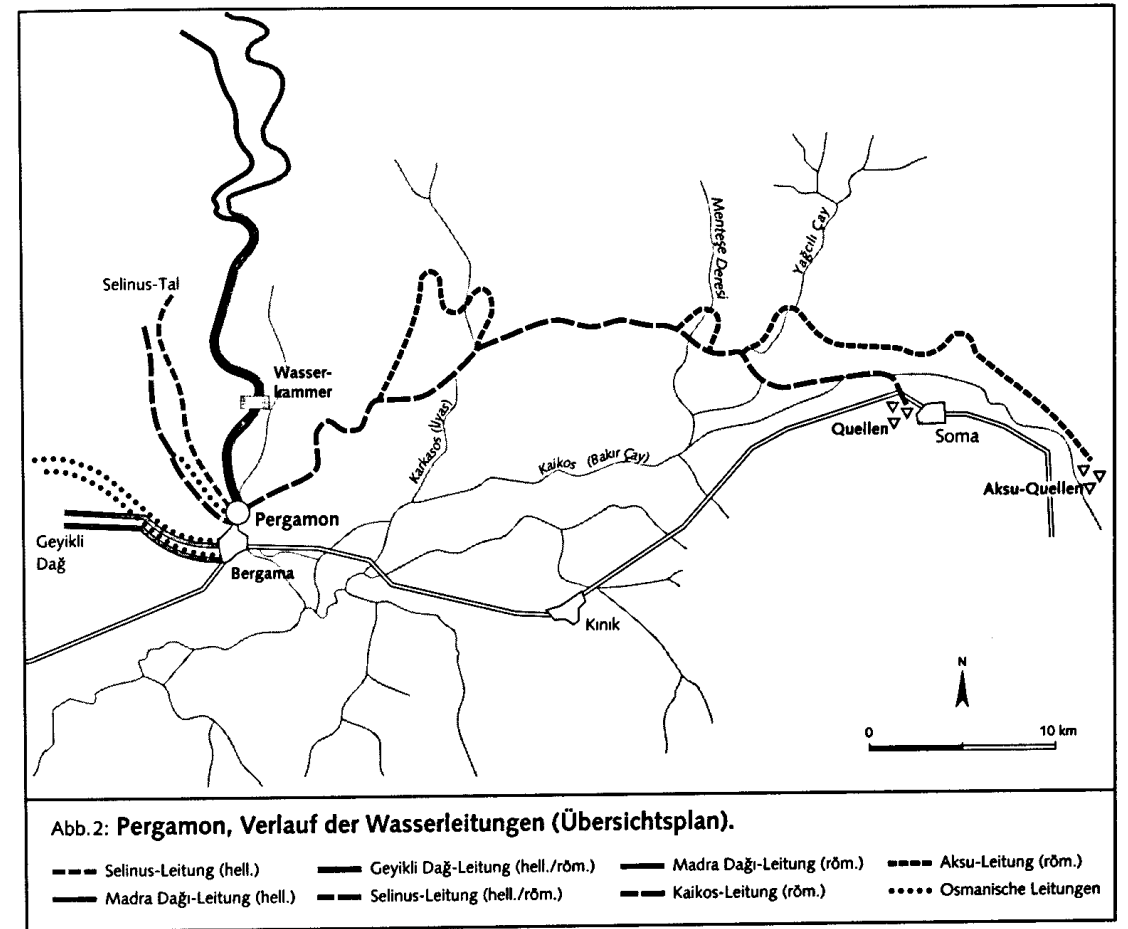 Selinus-Tal
Wasser-
kammer
Menteşe Deresi
Yağcılı Çay
Karkasos (İlyas)
Kaikos (Bakır Çay)
Quellen
Soma
Aksu-Quellen
Pergamon
Geyikli
Dağ
Bergama
Kınık
N
0 10 km
Abb.2: Pergamon, Verlauf der Wasserleitungen (Übersichtsplan).
Selinus-Leitung (hell.) Geyikli Dağ-Leitung (hell./röm.) Madra Dağı-Leitung (röm.) Aksu-Leitung (röm.)
Madra Dağı-Leitung (hell.) Selinus-Leitung (hell./röm.) Kaikos-Leitung (röm.) Osmanische Leitungen